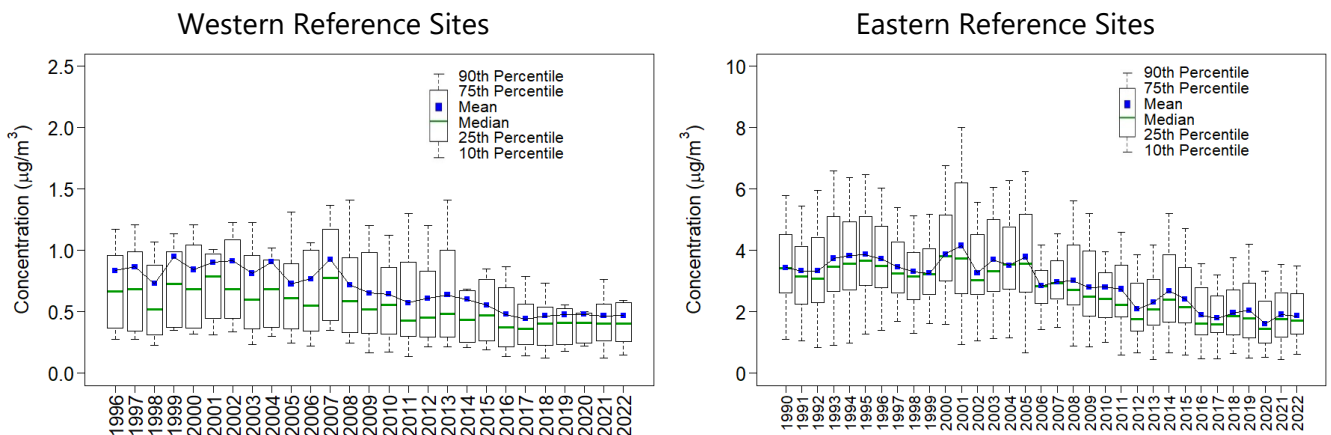 Western Reference Sites
Concentration (μg/m³)
2.5
2.0
1.5
1.0
0.5
0.0
90th Percentile
75th Percentile
Mean
Median
25th Percentile
10th Percentile
1996 1997 1998 1999 2000 2001 2002 2003 2004 2005 2006 2007 2008 2009 2010 2011 2012 2013 2014 2015 2016 2017 2018 2019 2020 2021 2022
Eastern Reference Sites
Concentration (μg/m³)
10
8
6
4
2
0
90th Percentile
75th Percentile
Mean
Median
25th Percentile
10th Percentile
1990 1991 1992 1993 1994 1995 1996 1997 1998 1999 2000 2001 2002 2003 2004 2005 2006 2007 2008 2009 2010 2011 2012 2013 2014 2015 2016 2017 2018 2019 2020 2021 2022